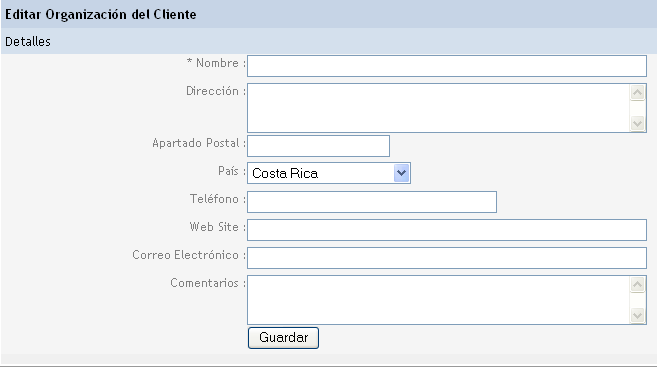 Editar Organización del Cliente
Detalles
* Nombre :
Dirección :
Apartado Postal :
País : Costa Rica
Teléfono :
Web Site :
Correo Electrónico :
Comentarios :
Guardar